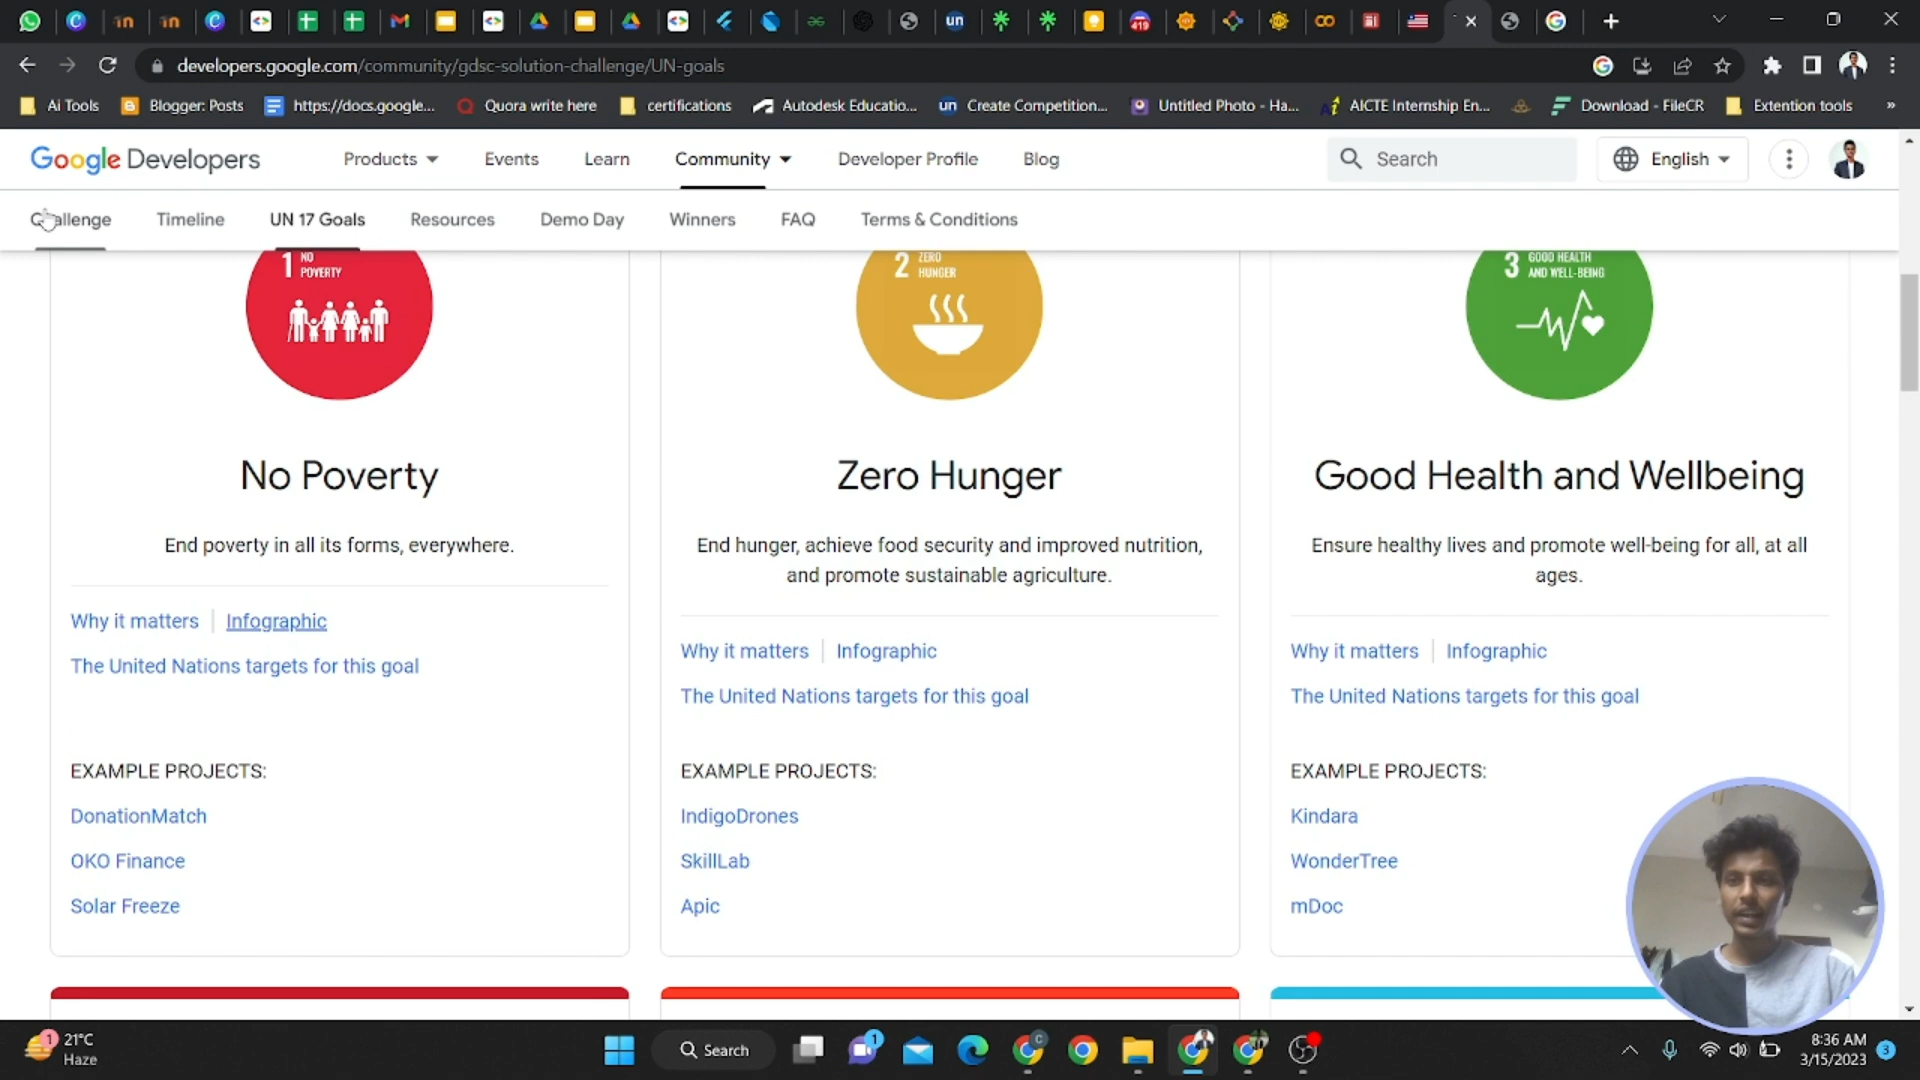 419
developers.google.com/community/gdsc-solution-challenge/UN-goals
Ai Tools
Blogger: Posts
https://docs.google...
Quora write here
certifications
Autodesk Educatio...
un Create Competition...
Untitled Photo - Ha...
AICTE Internship En...
Download - FileCR
Extention tools
»
Google Developers
Products
Events
Learn
Community
Developer Profile
Blog
Search
English
Challenge
Timeline
UN 17 Goals
Resources
Demo Day
Winners
FAQ
Terms & Conditions
1 NO
POVERTY
2 ZERO
HUNGER
3 GOOD HEALTH
AND WELL-BEING
No Poverty
End poverty in all its forms, everywhere.
Why it matters
Infographic
The United Nations targets for this goal
EXAMPLE PROJECTS:
DonationMatch
OKO Finance
Solar Freeze
Zero Hunger
End hunger, achieve food security and improved nutrition,
and promote sustainable agriculture.
Why it matters
Infographic
The United Nations targets for this goal
EXAMPLE PROJECTS:
IndigoDrones
SkillLab
Apic
Good Health and Wellbeing
Ensure healthy lives and promote well-being for all, at all
ages.
Why it matters
Infographic
The United Nations targets for this goal
EXAMPLE PROJECTS:
Kindara
WonderTree
mDoc
1
21°C
Haze
Search
1
8:36 AM
3/15/2023
3